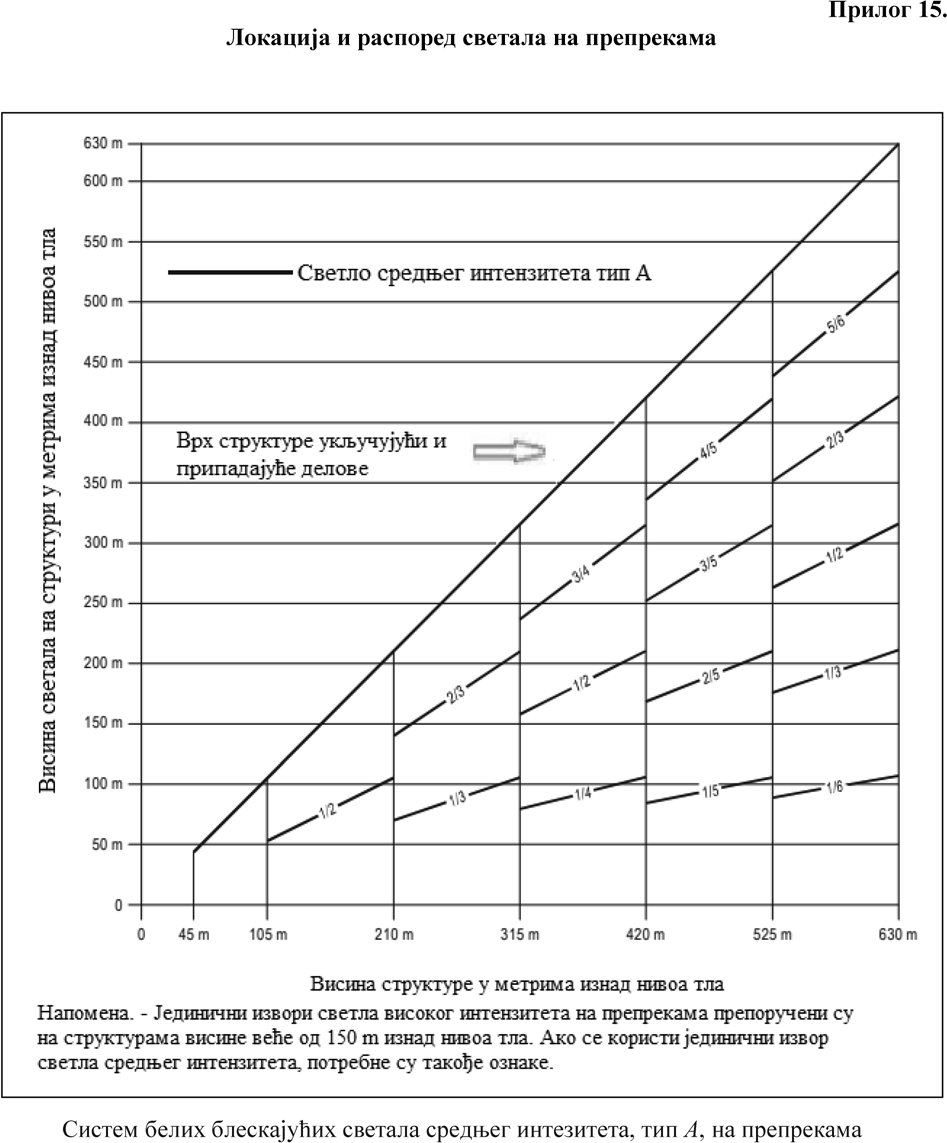 Прилог 15.
Локација и распоред светала на препрекама
630 m
600 m
550 m
500 m
450 m
400 m
350 m
300 m
250 m
200 m
150 m
100 m
50 m
0
Висина светала на структури у метрима изнад нивоа тла
Светло средњег интензитета тип А
Врх структуре укључујући и
припадајуће делове
5/6
4/5
2/3
3/4
3/5
1/2
2/3
1/2
2/5
1/3
1/2
1/3
1/4
1/5
1/6
0
45 m
105 m
210 m
315 m
420 m
525 m
630 m
Висина структуре у метрима изнад нивоа тла
Напомена. - Јединични извори светла високог интензитета на препрекама препоручени су
на структурама висине веће од 150 m изнад нивоа тла. Ако се користи јединични извор
светла средњег интензитета, потребне су такође ознаке.
Систем белих блескајућих светала средњег интезитета, тип А, на препрекама